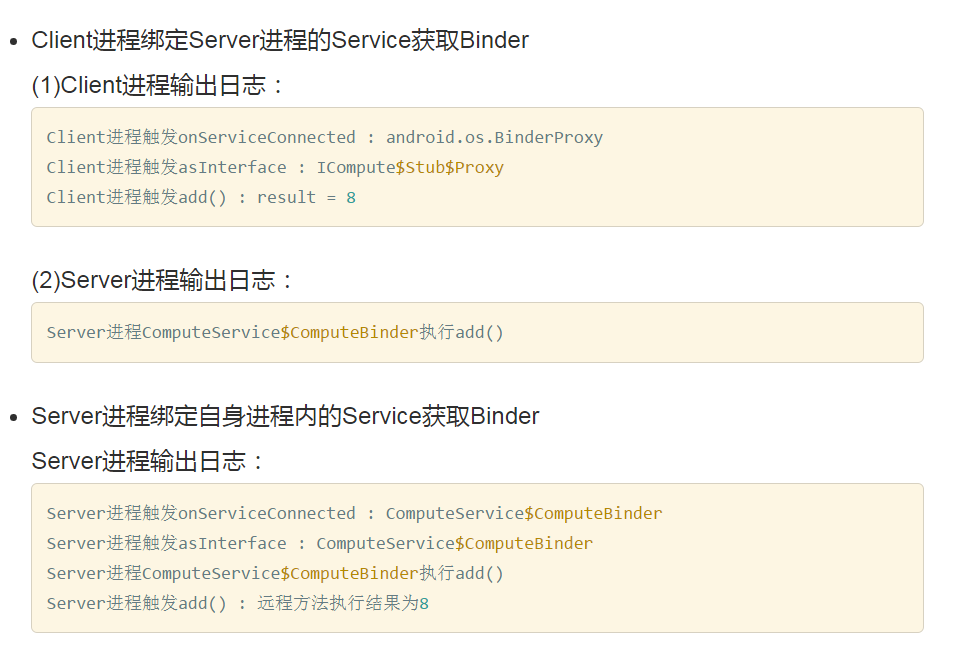 Client进程绑定Server进程的Service获取Binder
(1)Client进程输出日志：
Client进程触发onServiceConnected : android.os.BinderProxy
Client进程触发asInterface : ICompute$Stub$Proxy
Client进程触发add() : result = 8
(2)Server进程输出日志：
Server进程ComputeService$ComputeBinder执行add()
Server进程绑定自身进程内的Service获取Binder
Server进程输出日志：
Server进程触发onServiceConnected : ComputeService$ComputeBinder
Server进程触发asInterface : ComputeService$ComputeBinder
Server进程ComputeService$ComputeBinder执行add()
Server进程触发add() : 远程方法执行结果为8